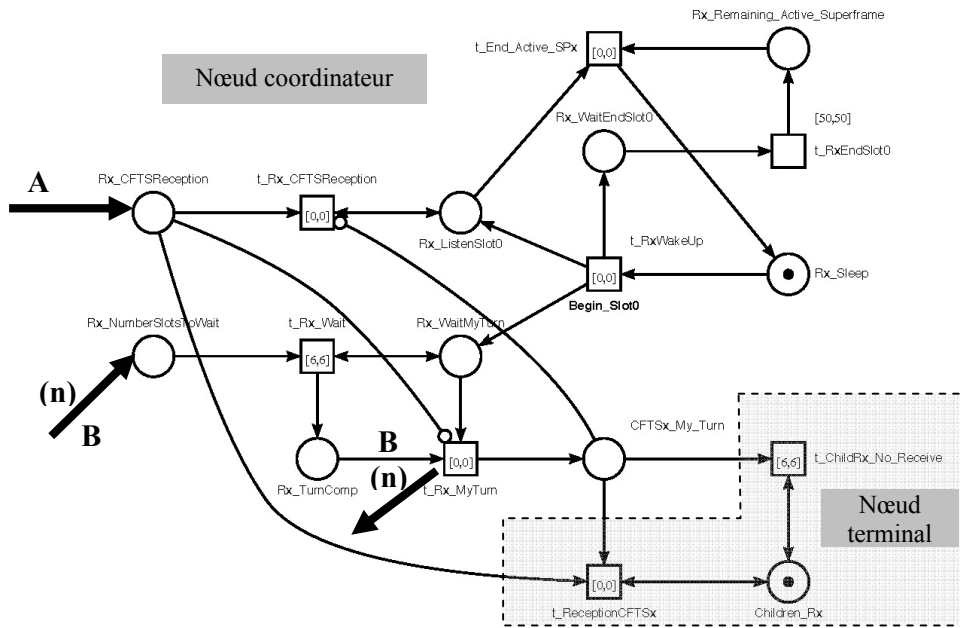 Rx_Remaining_Active_Superframe
t_End_Active_SPx
[0,0]
Nœud coordinateur
Rx_WaitEndSlot0
[50,50]
t_RxEndSlot0
A
Rx_CFTSReception
t_Rx_CFTSReception
[0,0]
Rx_ListenSlot0
t_RxWakeUp
[0,0]
Rx_Sleep
Begin_Slot0
Rx_NumberSlotsToWait
t_Rx_Wait
Rx_WaitMyTurn
[6,6]
(n)
B
CFTSx_My_Turn
B
[0,0]
[6,6]
t_ChildRx_No_Receive
(n)
Rx_TurnComp
t_Rx_MyTurn
Nœud
terminal
[0,0]
t_ReceptionCFTSx
Children_Rx